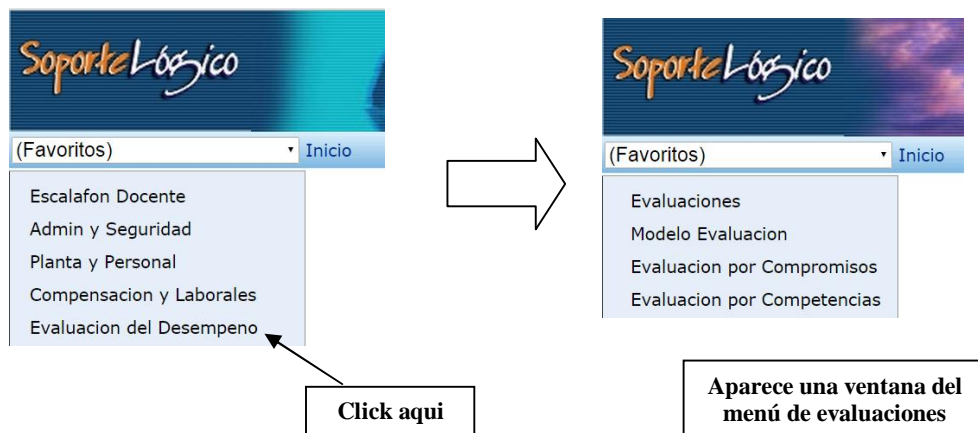 SoporteLógico
(Favoritos) Inicio
Escalafon Docente
Admin y Seguridad
Planta y Personal
Compensacion y Laborales
Evaluacion del Desempeno
Click aqui
SoporteLógico
(Favoritos) Inicio
Evaluaciones
Modelo Evaluacion
Evaluacion por Compromisos
Evaluacion por Competencias
Aparece una ventana del
menú de evaluaciones